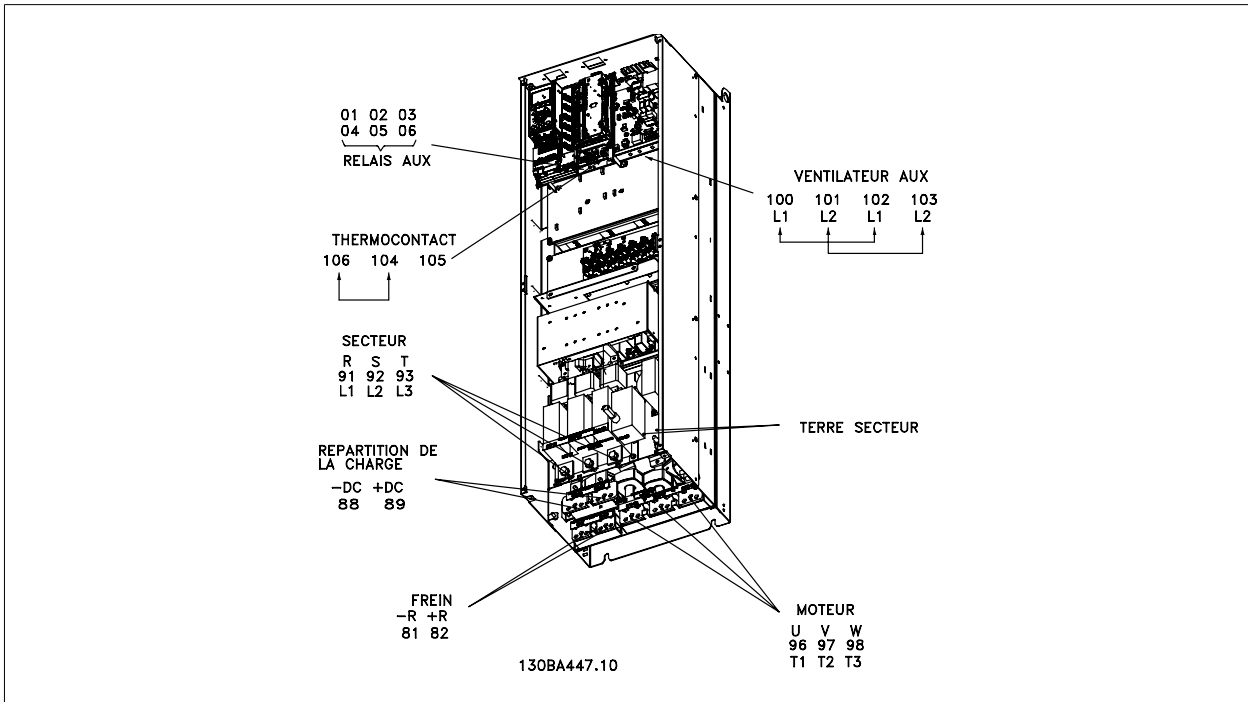 01 02 03
04 05 06
RELAIS AUX
VENTILATEUR AUX
100 101 102 103
L1 L2 L1 L2
THERMOCONTACT
106 104 105
SECTEUR
R S T
91 92 93
L1 L2 L3
TERRE SECTEUR
REPARTITION DE
LA CHARGE
-DC +DC
88 89
FREIN
-R +R
81 82
MOTEUR
U V W
96 97 98
T1 T2 T3
130BA447.10